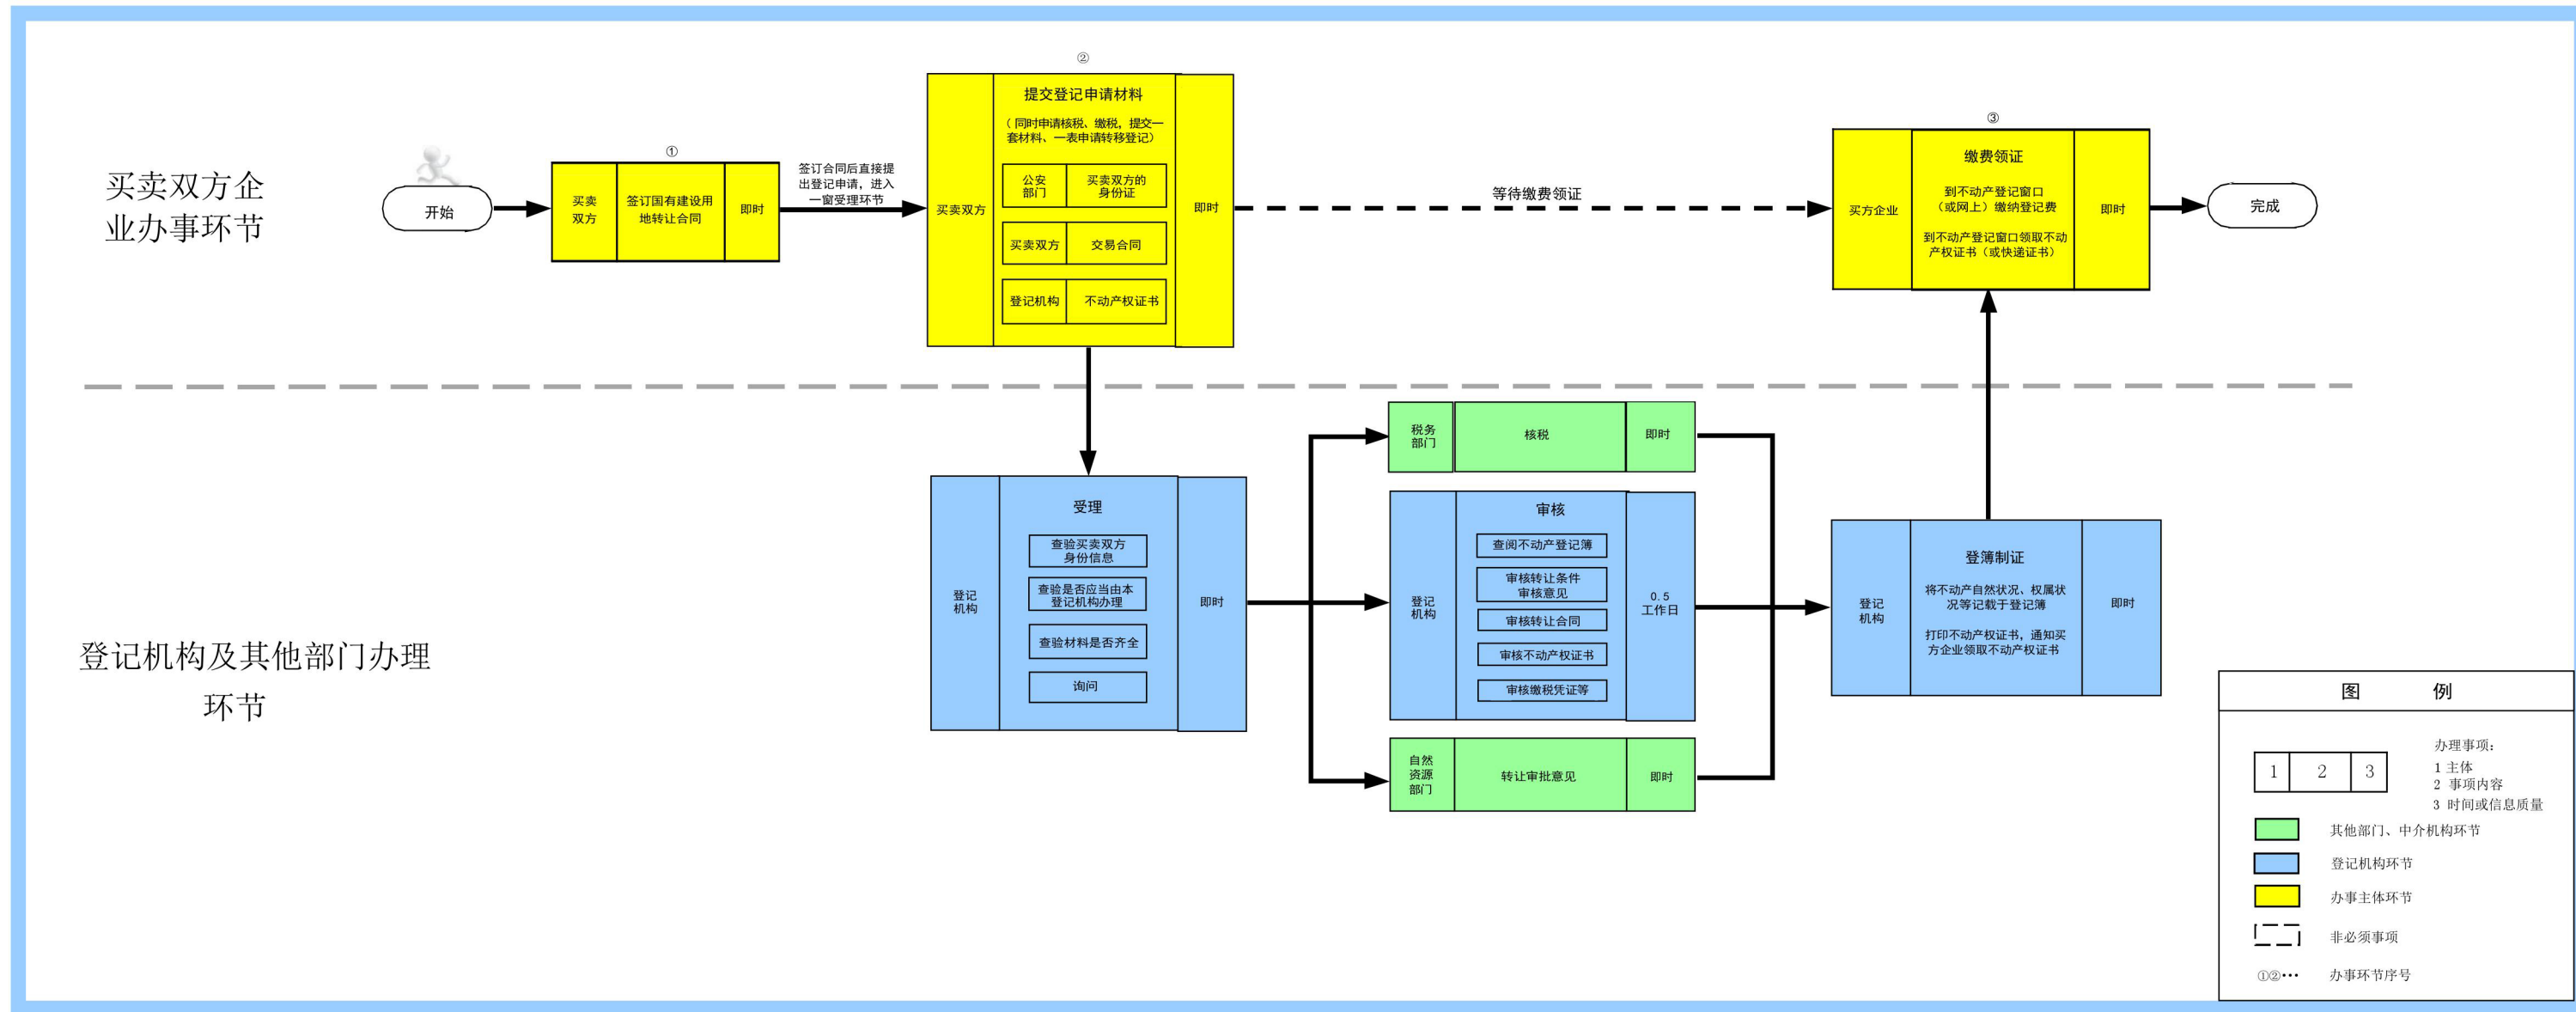 买卖双方企
业办事环节
开始
①
买卖
双方
签订国有建设用
地转让合同
即时
签订合同后直接提
出登记申请，进入
一窗受理环节
②
买卖双方
提交登记申请材料
（同时申请核税、缴税，提交一
套材料、一表申请转移登记）
公安
部门
买卖双方的
身份证
买卖双方
交易合同
登记机构
不动产权证书
即时
等待缴费领证
③
买方企业
缴费领证
到不动产登记窗口
（或网上）缴纳登记费
到不动产登记窗口领取不动
产权证书（或快递证书）
即时
完成
登记机构及其他部门办理
环节
登记
机构
受理
查验买卖双方
身份信息
查验是否应当由本
登记机构办理
查验材料是否齐全
询问
即时
税务
部门
核税
即时
登记
机构
审核
查阅不动产登记簿
审核转让条件
审核意见
审核转让合同
审核不动产权证书
审核缴税凭证等
0.5
工作日
自然
资源
部门
转让审批意见
即时
登记
机构
登簿制证
将不动产自然状况、权属状
况等记载于登记簿
打印不动产权证书，通知买
方企业领取不动产权证书
即时
图 例
1 2 3
办理事项：
1 主体
2 事项内容
3 时间或信息质量
其他部门、中介机构环节
登记机构环节
办事主体环节
非必须事项
①②··· 办事环节序号